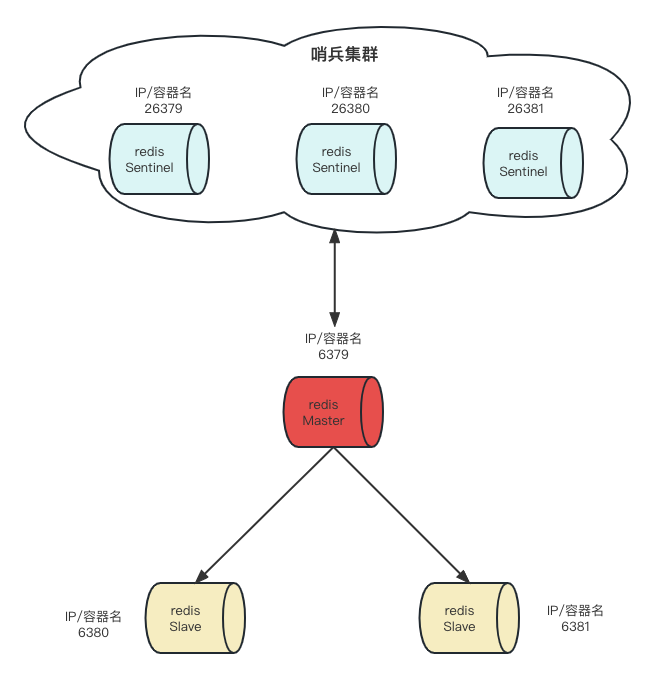 哨兵集群
IP/容器名
26379
redis
Sentinel
IP/容器名
26380
redis
Sentinel
IP/容器名
26381
redis
Sentinel
IP/容器名
6379
redis
Master
IP/容器名
6380
redis
Slave
redis
Slave
IP/容器名
6381